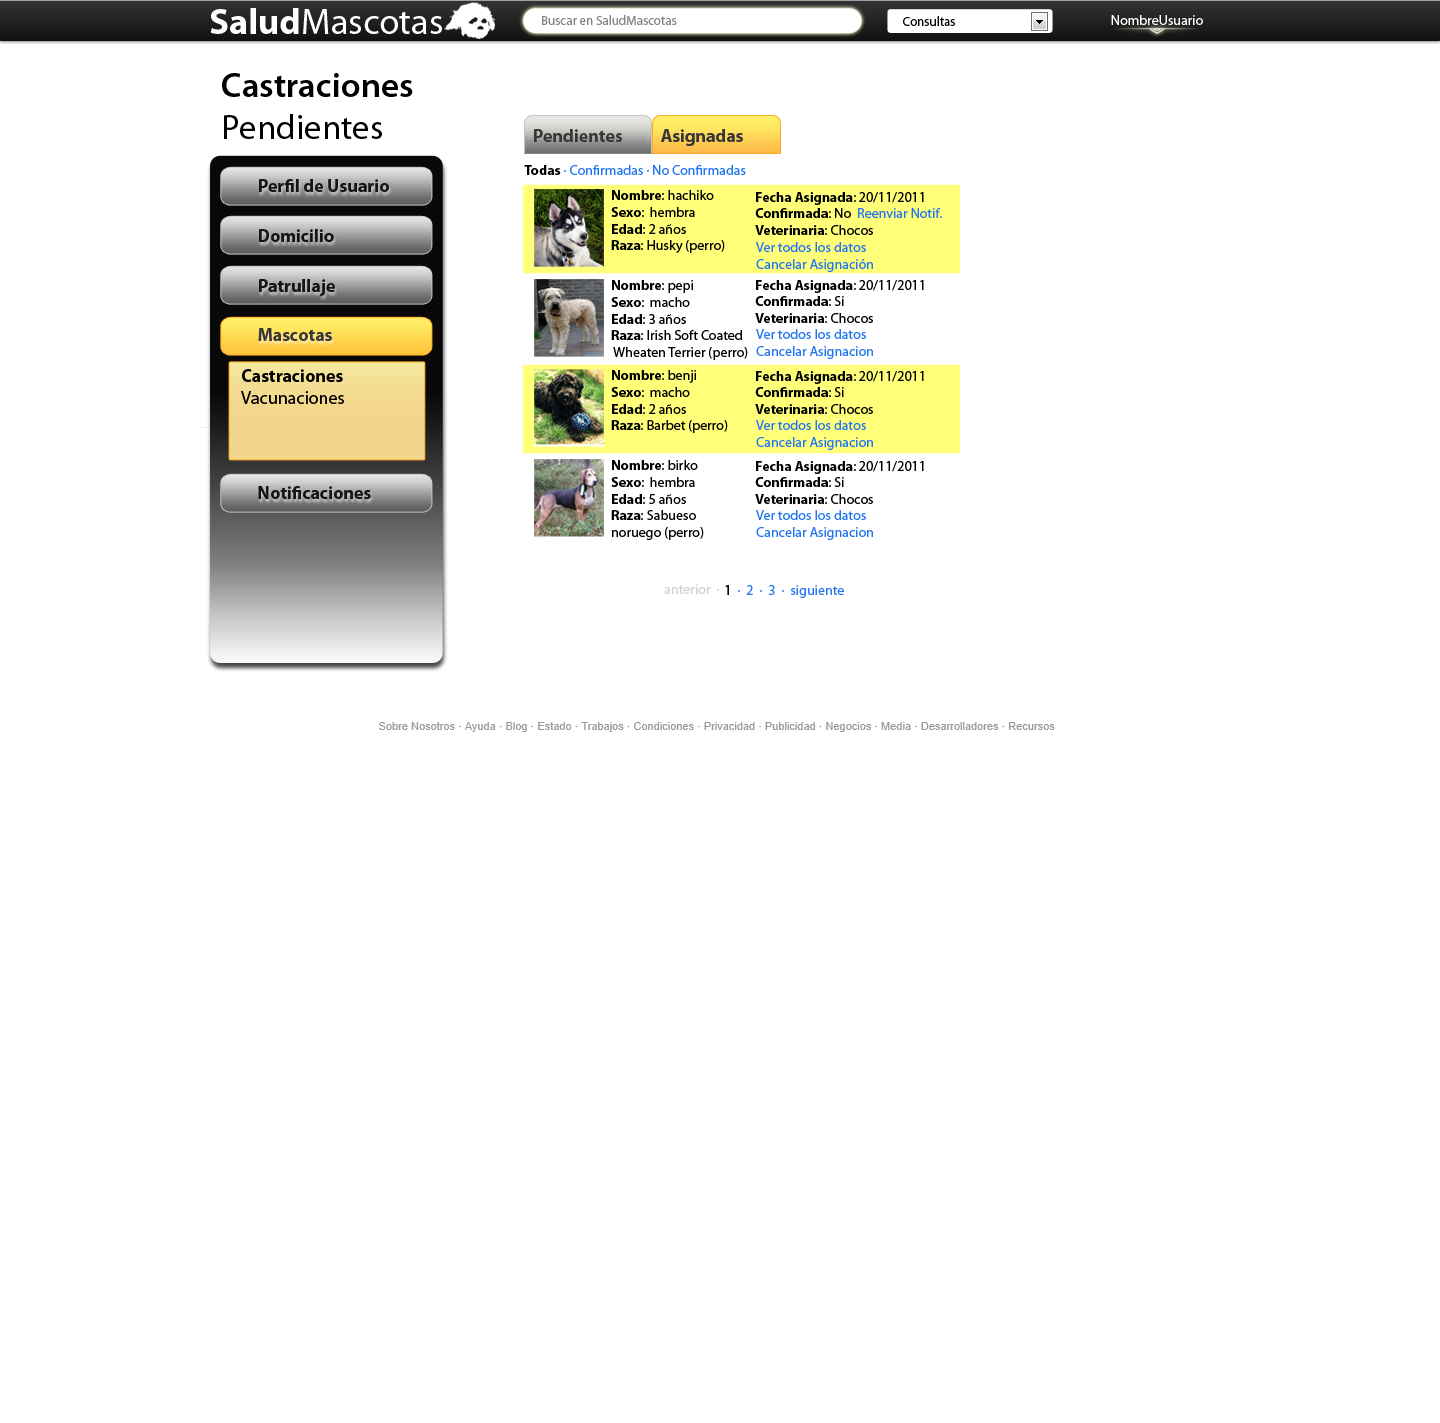 SaludMascotas
Buscar en SaludMascotas
Consultas
NombreUsuario
Castraciones
Pendientes
Perfil de Usuario
Domicilio
Patrullaje
Mascotas
Castraciones
Vacunaciones
Notificaciones
Pendientes
Asignadas
Todas · Confirmadas · No Confirmadas
Nombre: hachiko
Sexo: hembra
Edad: 2 años
Raza: Husky (perro)
Fecha Asignada: 20/11/2011
Confirmada: No Reenviar Notif.
Veterinaria: Chocos
Ver todos los datos
Cancelar Asignación
Nombre: pepi
Sexo: macho
Edad: 3 años
Raza: Irish Soft Coated
Wheaten Terrier (perro)
Fecha Asignada: 20/11/2011
Confirmada: Si
Veterinaria: Chocos
Ver todos los datos
Cancelar Asignacion
Nombre: benji
Sexo: macho
Edad: 2 años
Raza: Barbet (perro)
Fecha Asignada: 20/11/2011
Confirmada: Si
Veterinaria: Chocos
Ver todos los datos
Cancelar Asignacion
Nombre: birko
Sexo: hembra
Edad: 5 años
Raza: Sabueso
noruego (perro)
Fecha Asignada: 20/11/2011
Confirmada: Si
Veterinaria: Chocos
Ver todos los datos
Cancelar Asignacion
anterior · 1 · 2 · 3 · siguiente
Sobre Nosotros · Ayuda · Blog · Estado · Trabajos · Condiciones · Privacidad · Publicidad · Negocios · Media · Desarrolladores · Recursos